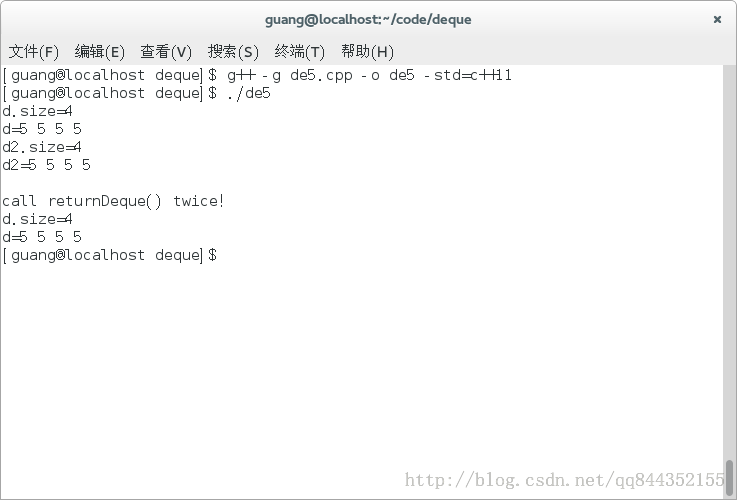 guang@localhost:~/code/deque ×
文件(F) 编辑(E) 查看(V) 搜索(S) 终端(T) 帮助(H)
[guang@localhost deque]$ g++ -g de5.cpp -o de5 -std=c++11
[guang@localhost deque]$ ./de5
d.size=4
d=5 5 5 5
d2.size=4
d2=5 5 5 5
call returnDeque() twice!
d.size=4
d=5 5 5 5
[guang@localhost deque]$
http://blog.csdn.net/qq844352155